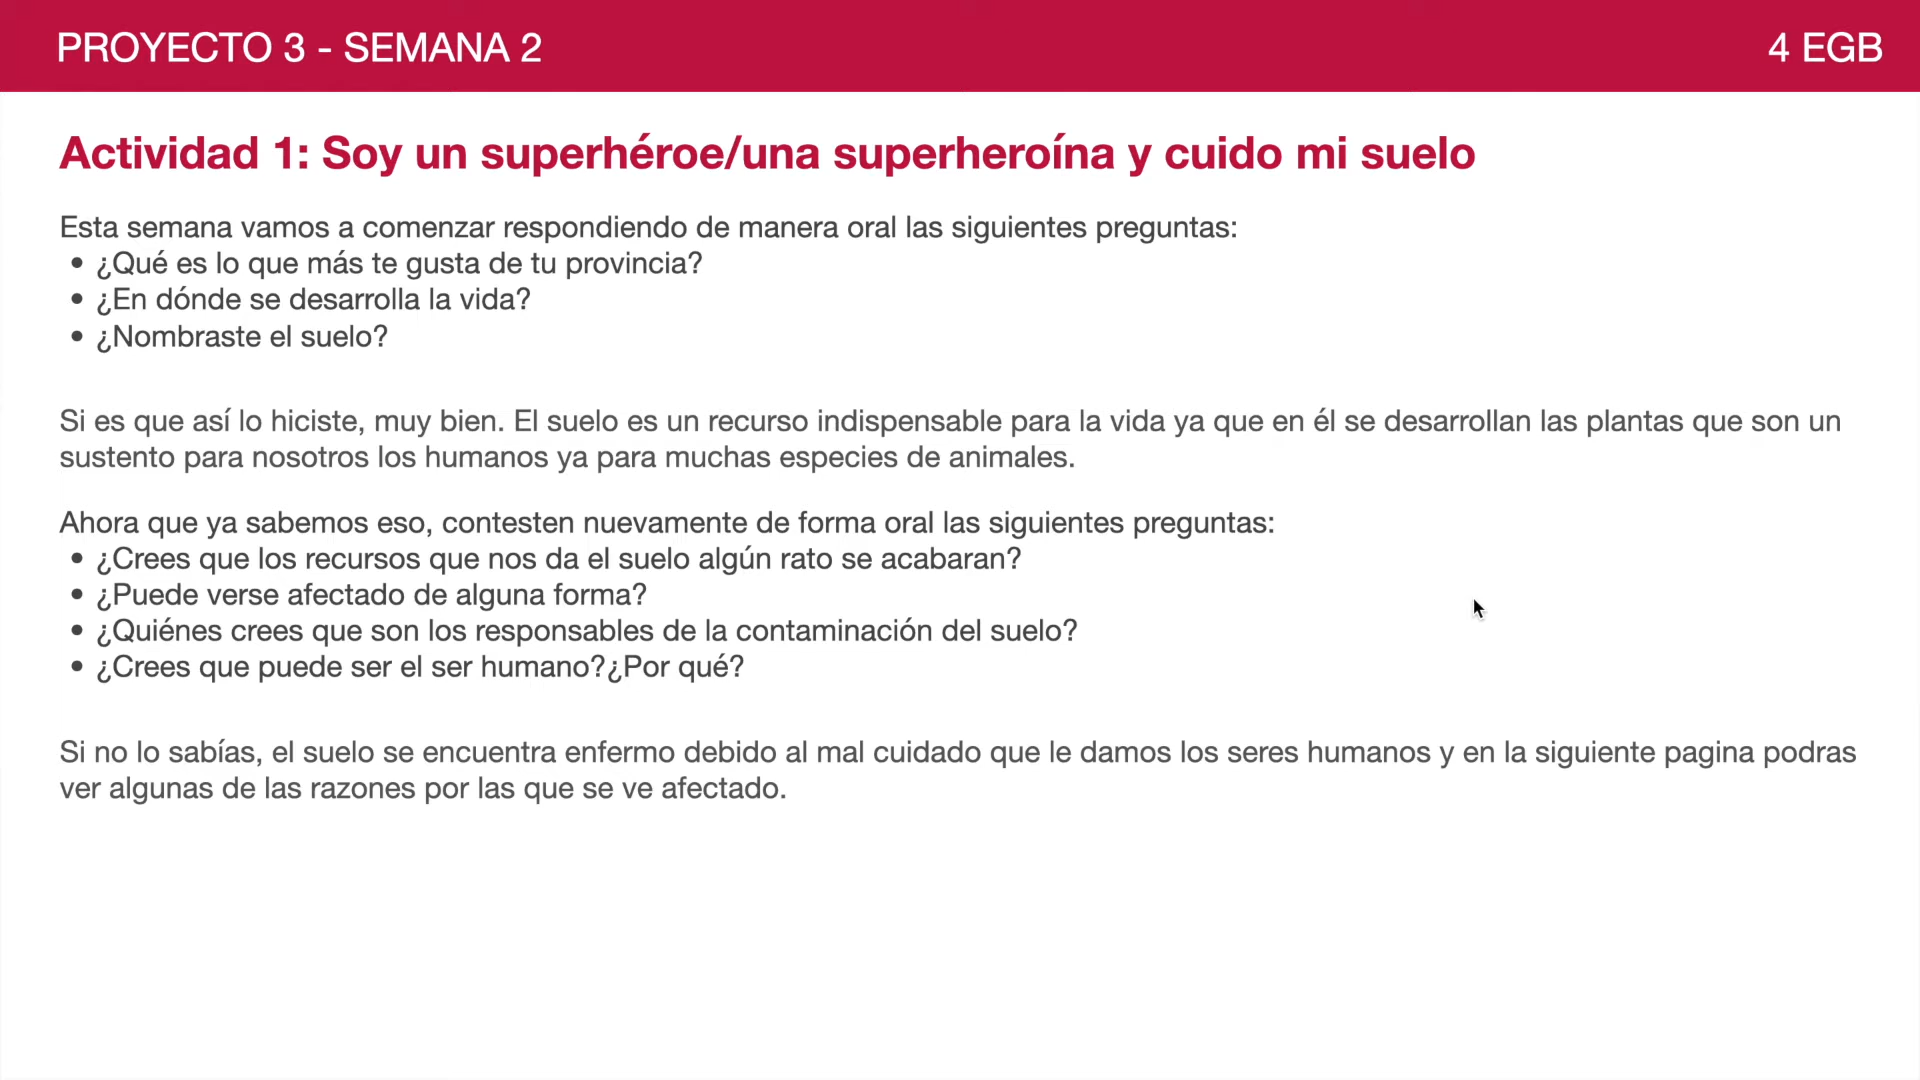 PROYECTO 3 - SEMANA 2
4 EGB
Actividad 1: Soy un superhéroe/una superheroína y cuido mi suelo
Esta semana vamos a comenzar respondiendo de manera oral las siguientes preguntas:
• ¿Qué es lo que más te gusta de tu provincia?
• ¿En dónde se desarrolla la vida?
• ¿Nombraste el suelo?
Si es que así lo hiciste, muy bien. El suelo es un recurso indispensable para la vida ya que en él se desarrollan las plantas que son un
sustento para nosotros los humanos ya para muchas especies de animales.
Ahora que ya sabemos eso, contesten nuevamente de forma oral las siguientes preguntas:
• ¿Crees que los recursos que nos da el suelo algún rato se acabaran?
• ¿Puede verse afectado de alguna forma?
• ¿Quiénes crees que son los responsables de la contaminación del suelo?
• ¿Crees que puede ser el ser humano?¿Por qué?
Si no lo sabías, el suelo se encuentra enfermo debido al mal cuidado que le damos los seres humanos y en la siguiente pagina podras
ver algunas de las razones por las que se ve afectado.